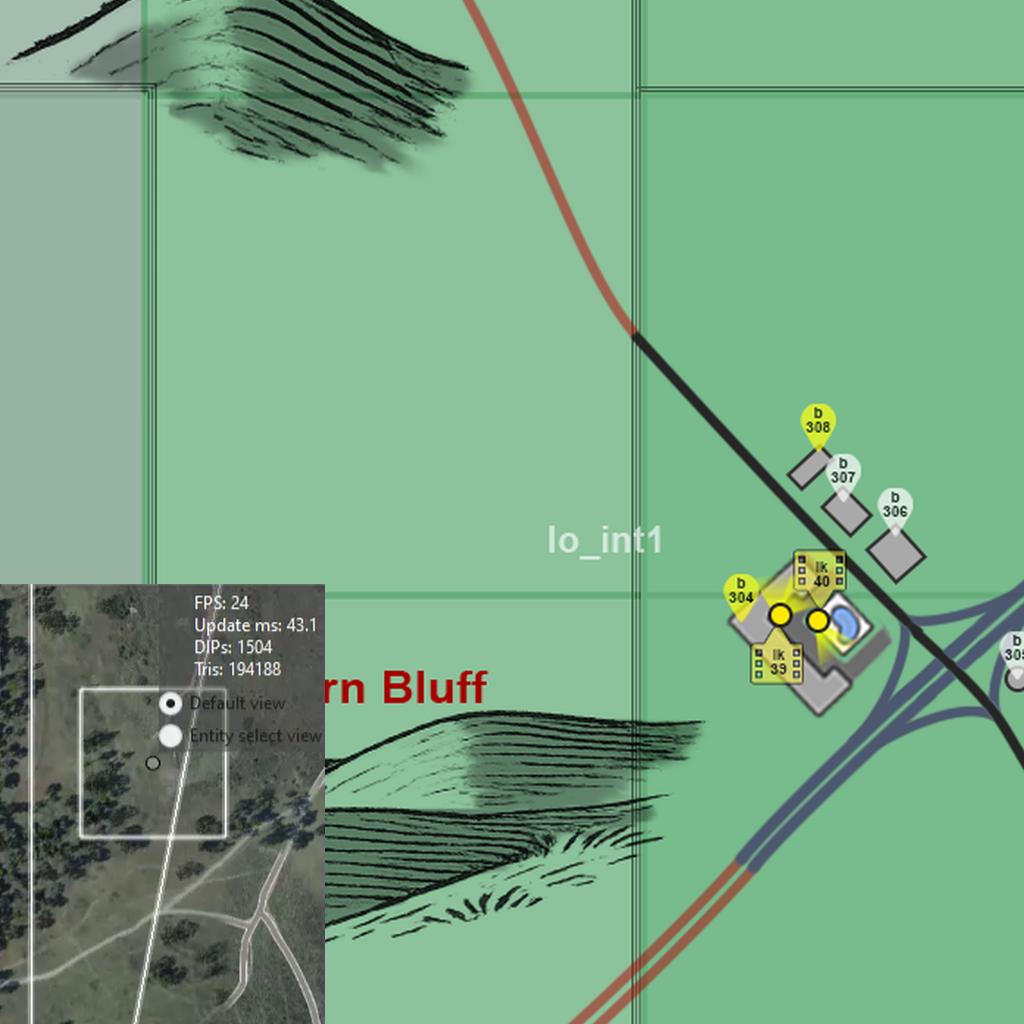 b
308
b
307
b
306
lo_int1
lk
40
b
304
lk
39
b
305
FPS: 24
Update ms: 43.1
DIPs: 1504
Tris: 194188
Default view
Entity select view
rn Bluff